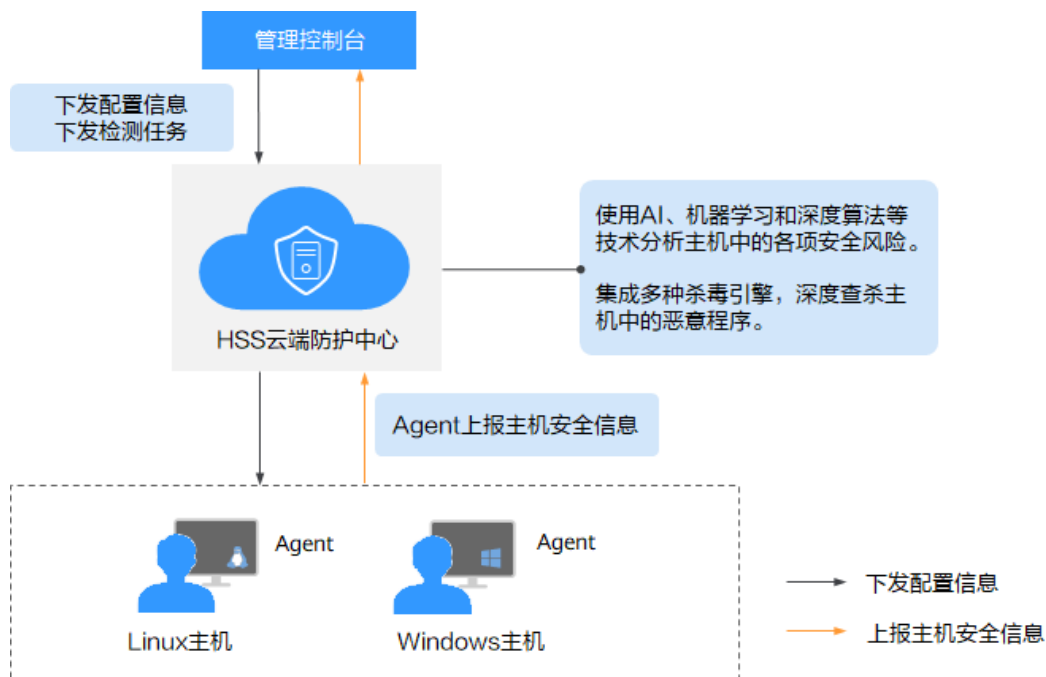 管理控制台
下发配置信息
下发检测任务
使用AI、机器学习和深度算法等
技术分析主机中的各项安全风险。
集成多种杀毒引擎，深度查杀主
机中的恶意程序。
HSS云端防护中心
Agent上报主机安全信息
Agent
Agent
Linux主机
Windows主机
下发配置信息
上报主机安全信息